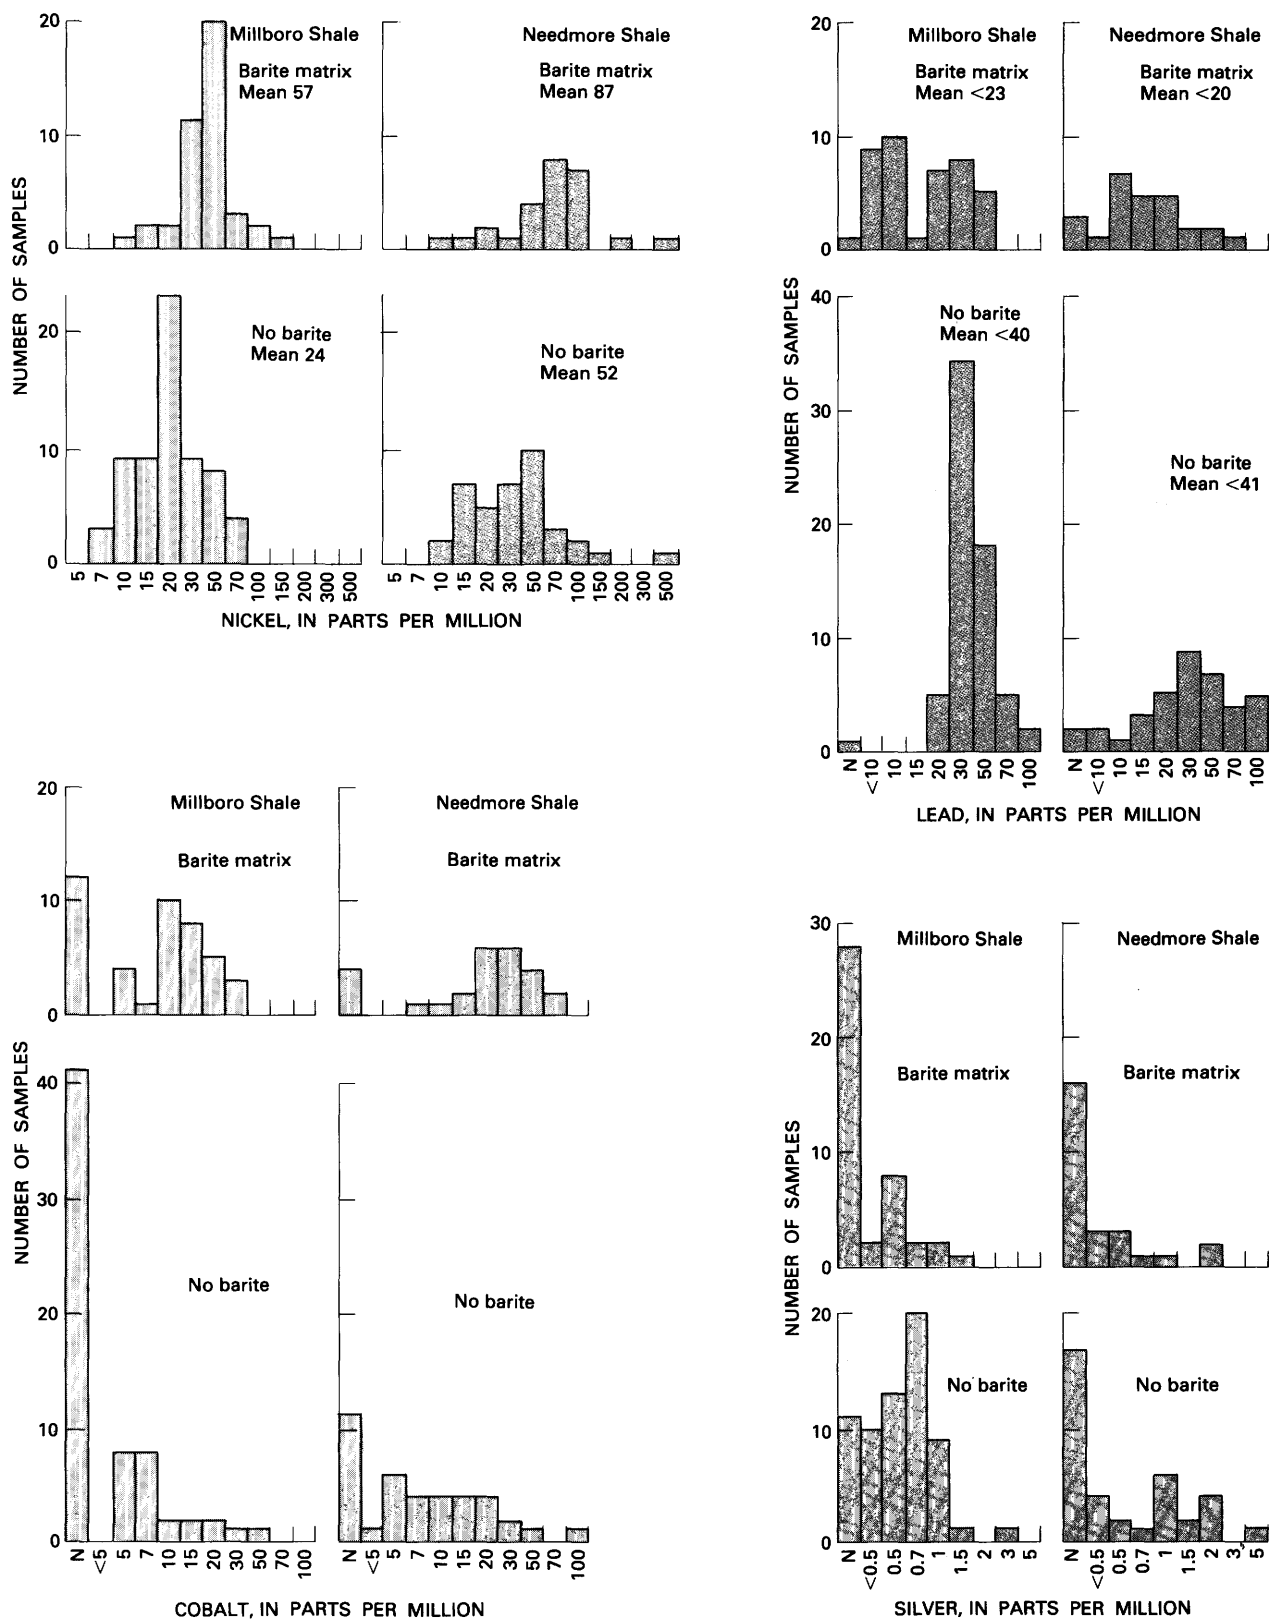 NUMBER OF SAMPLES
20
10
0
Millboro Shale
Barite matrix
Mean 57
Needmore Shale
Barite matrix
Mean 87
20
10
0
No barite
Mean 24
No barite
Mean 52
5 7 10 15 20 30 50 70 100 150 200 300 500
5 7 10 15 20 30 50 70 100 150 200 300 500
NICKEL, IN PARTS PER MILLION
20
10
0
Millboro Shale
Barite matrix
Mean <23
Needmore Shale
Barite matrix
Mean <20
NUMBER OF SAMPLES
40
30
20
10
0
No barite
Mean <40
No barite
Mean <41
N <10 10 15 20 30 50 70 100
N <10 10 15 20 30 50 70 100
LEAD, IN PARTS PER MILLION
20
10
0
Millboro Shale
Barite matrix
Needmore Shale
Barite matrix
NUMBER OF SAMPLES
40
30
20
10
0
No barite
No barite
N <5 5 7 10 15 20 30 50 70 100
N <5 5 7 10 15 20 30 50 70 100
COBALT, IN PARTS PER MILLION
30
20
10
0
Millboro Shale
Barite matrix
Needmore Shale
Barite matrix
NUMBER OF SAMPLES
20
10
0
No barite
No barite
N <0.5 0.5 0.7 1 1.5 2 3 5
N <0.5 0.5 0.7 1 1.5 2 3 5
SILVER, IN PARTS PER MILLION